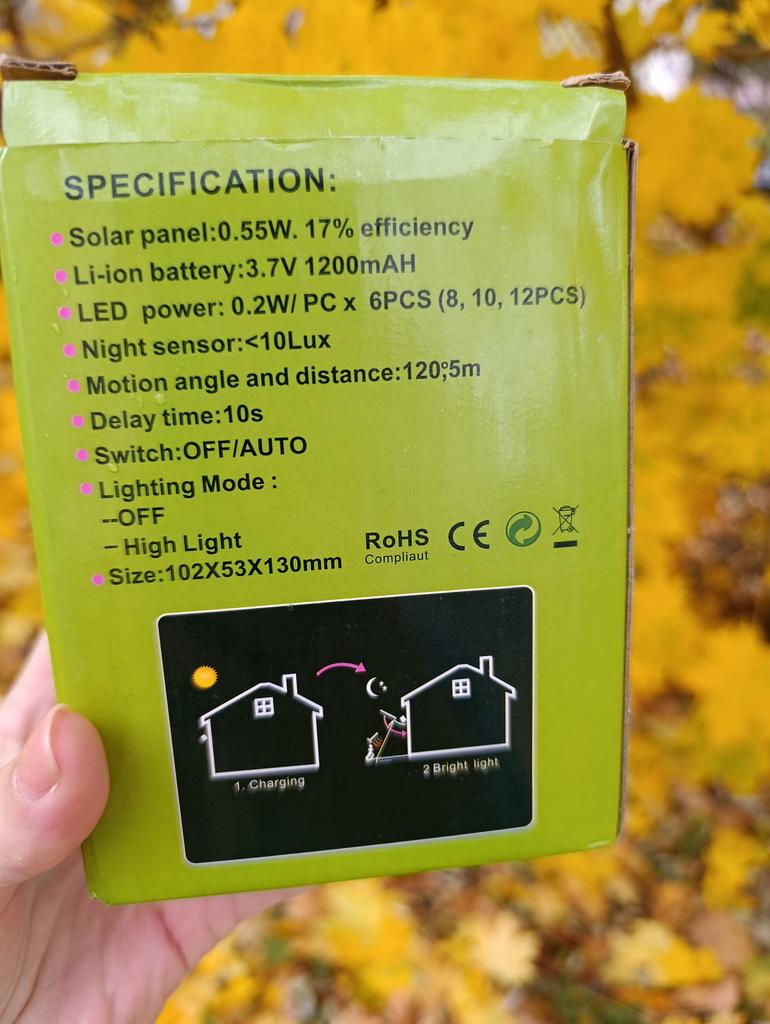 SPECIFICATION:
Solar panel:0.55W. 17% efficiency
Li-ion battery:3.7V 1200mAH
LED power: 0.2W/ PC x 6PCS (8, 10, 12PCS)
Night sensor:<10Lux
Motion angle and distance:120°;5m
Delay time:10s
Switch:OFF/AUTO
Lighting Mode :
--OFF
– High Light
Size:102X53X130mm
RoHS
Compliaut
CE
1. Charging
2 Bright light